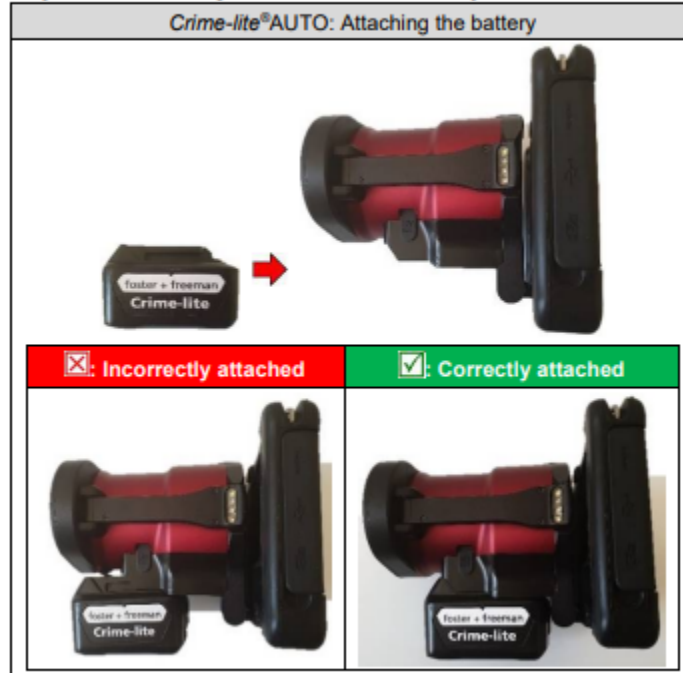 Crime-lite®AUTO: Attaching the battery
foster + freeman
Crime-lite
☒: Incorrectly attached
☑: Correctly attached
foster + freeman
Crime-lite
foster + freeman
Crime-lite